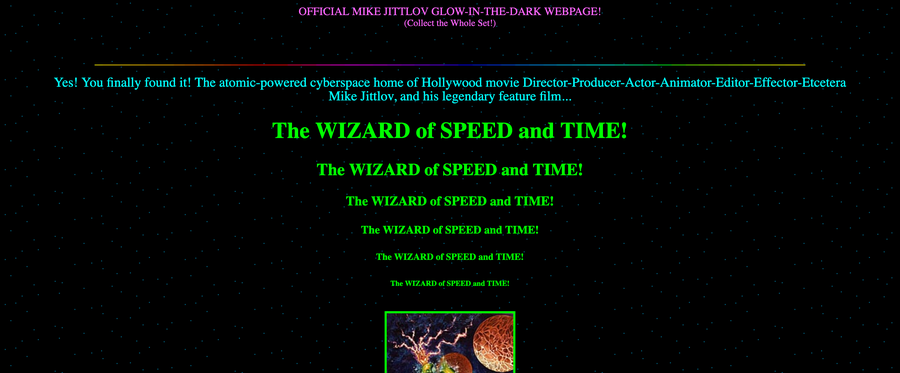 OFFICIAL MIKE JITTLOV GLOW-IN-THE-DARK WEBPAGE!
(Collect the Whole Set!)
Yes! You finally found it! The atomic-powered cyberspace home of Hollywood movie Director-Producer-Actor-Animator-Editor-Effector-Etcetera
Mike Jittlov, and his legendary feature film...
The WIZARD of SPEED and TIME!
The WIZARD of SPEED and TIME!
The WIZARD of SPEED and TIME!
The WIZARD of SPEED and TIME!
The WIZARD of SPEED and TIME!
The WIZARD of SPEED and TIME!